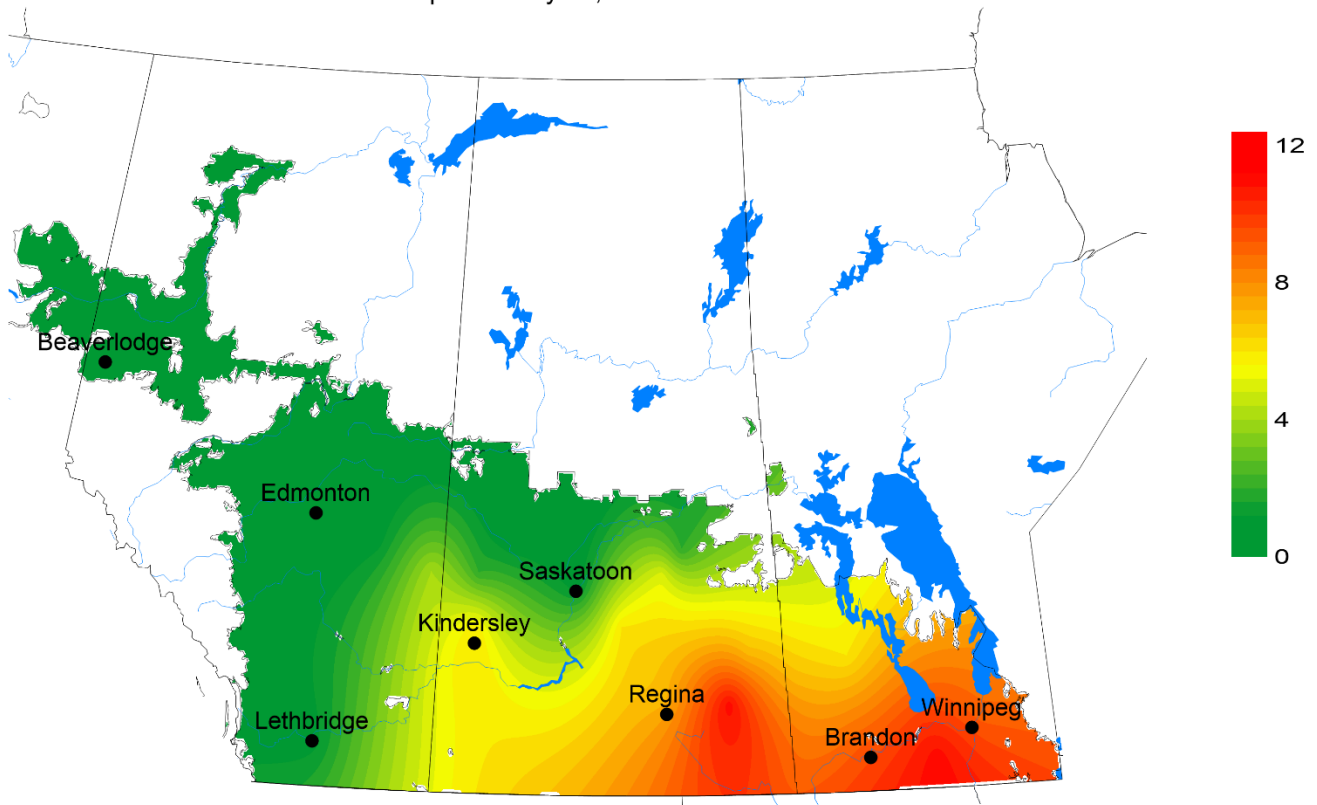 12
8
Beaverlodge
4
Edmonton
0
Saskatoon
Kindersley
Regina
Winnipeg
Lethbridge
Brandon